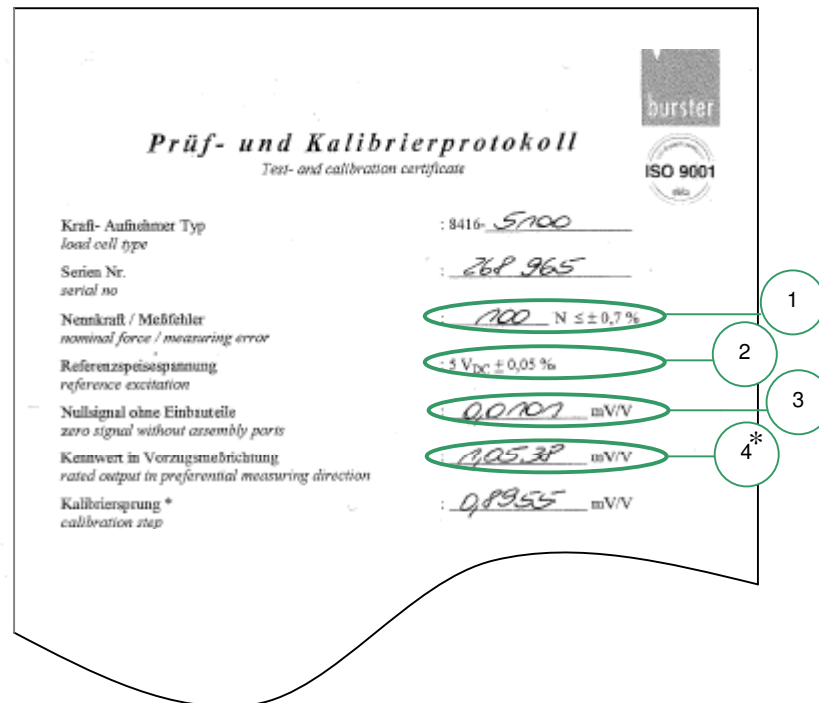 burster
Prüf- und Kalibrierprotokoll
Test- and calibration certificate
ISO 9001
Kraft- Aufnehmer Typ : 8416- 5100
load cell type
Serien Nr. : 268 965
serial no
1
Nennkraft / Meßfehler : 100 N ≤ ± 0,7 %
nominal force / measuring error
2
Referenzspeisespannung : 5 VDC ± 0,05 ‰
reference excitation
3
Nullsignal ohne Einbauteile : 0,0101 mV/V
zero signal without assembly parts
4*
Kennwert in Vorzugsmeßrichtung : 1,0538 mV/V
rated output in preferential measuring direction
Kalibriersprung * : 0,8955 mV/V
calibration step